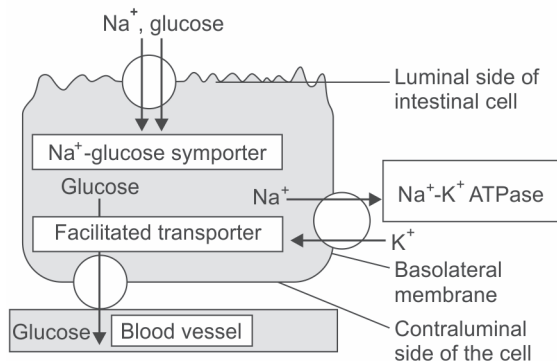 Na⁺, glucose
Luminal side of
intestinal cell
Na⁺-glucose symporter
Glucose
Na⁺
Na⁺-K⁺ ATPase
Facilitated transporter
K⁺
Basolateral
membrane
Glucose
Blood vessel
Contraluminal
side of the cell